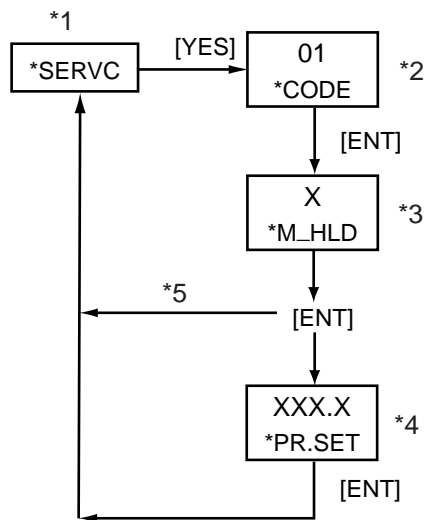 *1
*SERVC
[YES]
01
*CODE
*2
[ENT]
X
*M_HLD
*3
*5
[ENT]
XXX.X
*PR.SET
*4
[ENT]